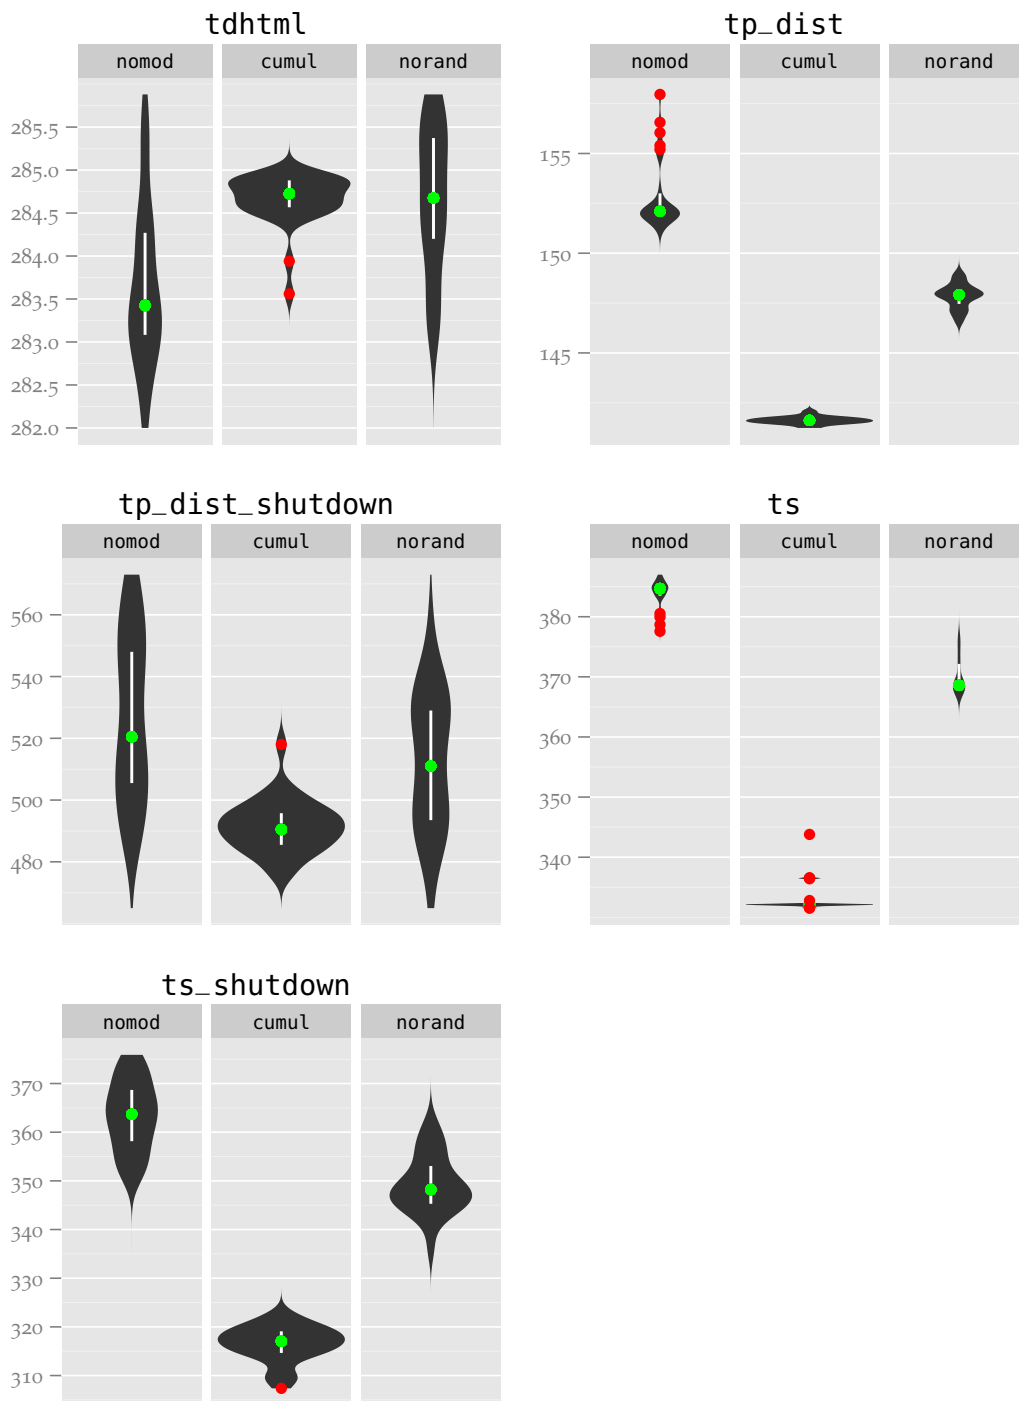 tdhtml
nomod cumul norand
285.5
285.0
284.5
284.0
283.5
283.0
282.5
282.0
tp_dist
nomod cumul norand
155
150
145
tp_dist_shutdown
nomod cumul norand
560
540
520
500
480
ts
nomod cumul norand
380
370
360
350
340
ts_shutdown
nomod cumul norand
370
360
350
340
330
320
310